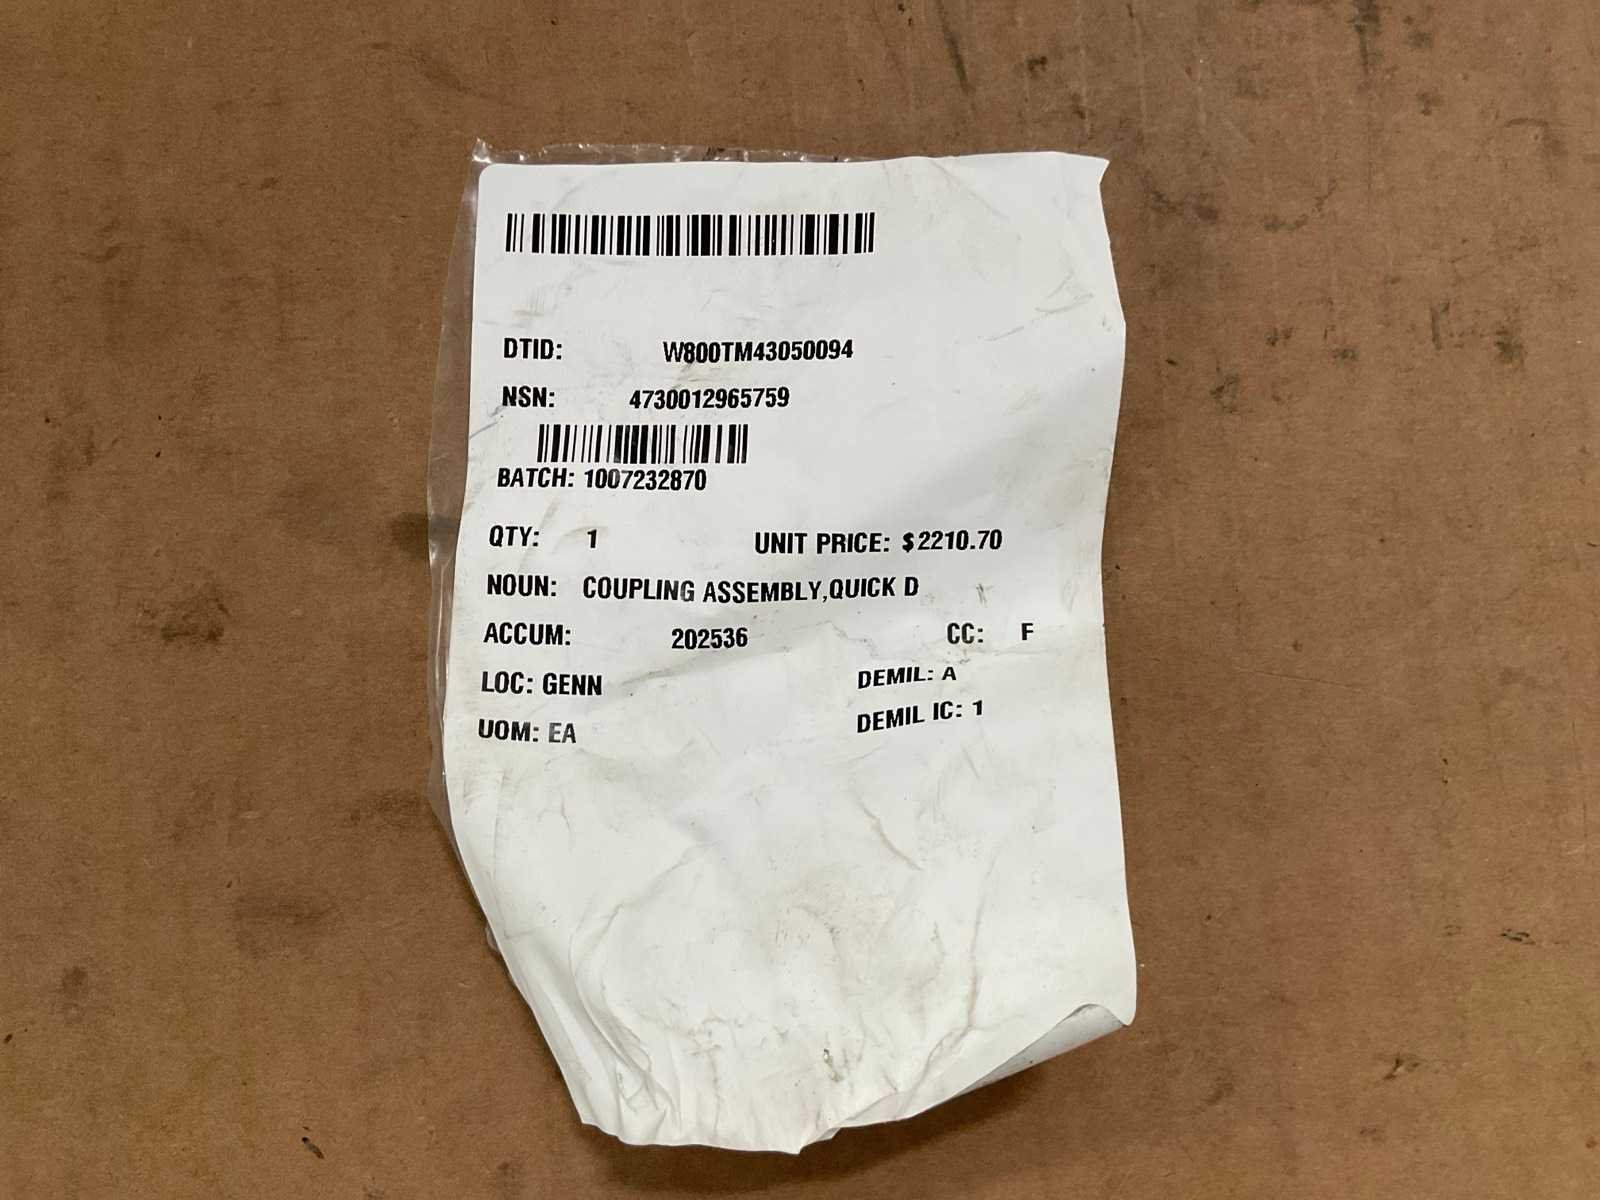 DTID: W800TM43050094
NSN: 4730012965759
BATCH: 1007232870
QTY: 1 UNIT PRICE: $2210.70
NOUN: COUPLING ASSEMBLY,QUICK D
ACCUM: 202536 CC: F
LOC: GENN DEMIL: A
UOM: EA DEMIL IC: 1